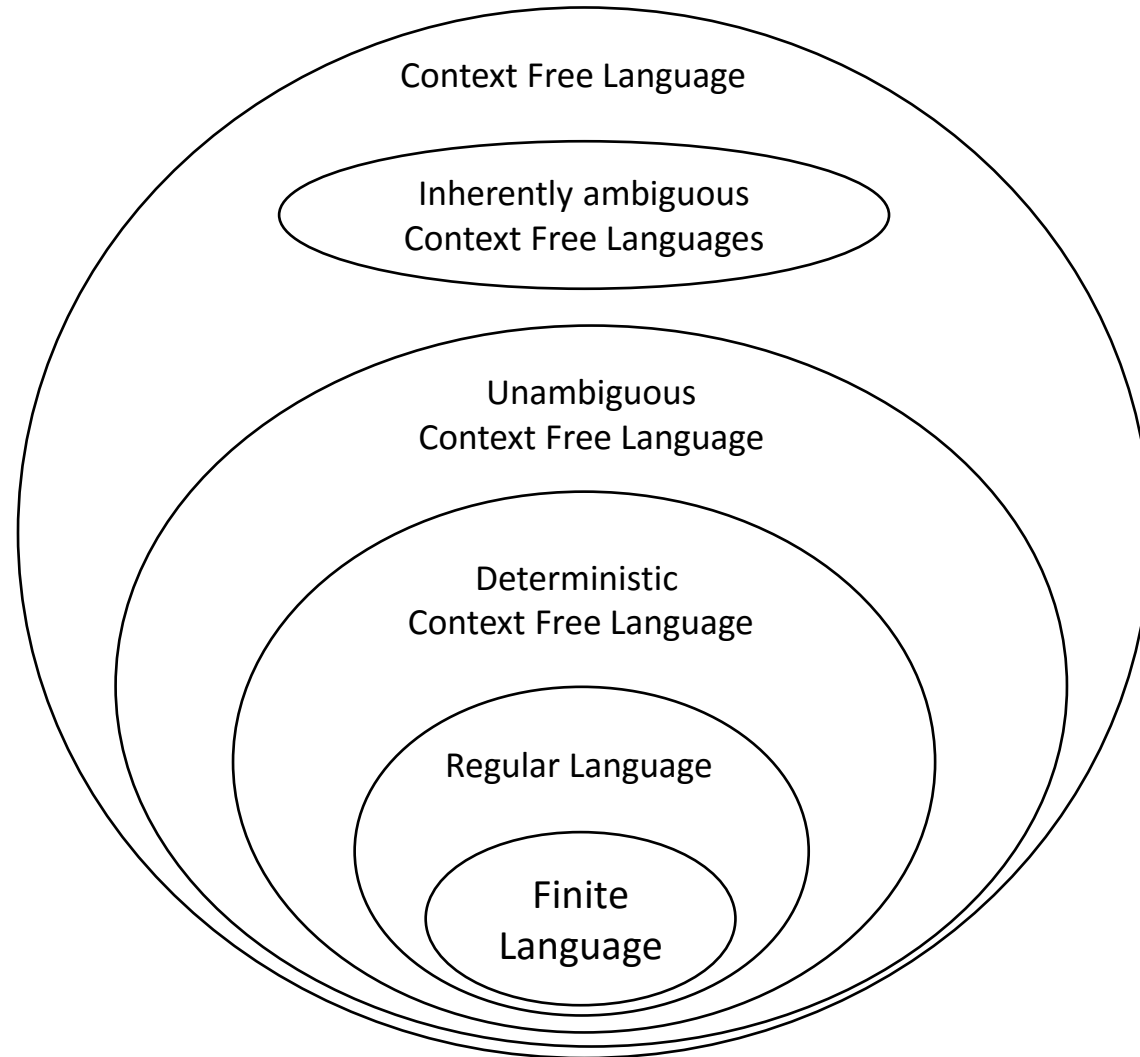 Context Free Language
Inherently ambiguous
Context Free Languages
Unambiguous
Context Free Language
Deterministic
Context Free Language
Regular Language
Finite
Language